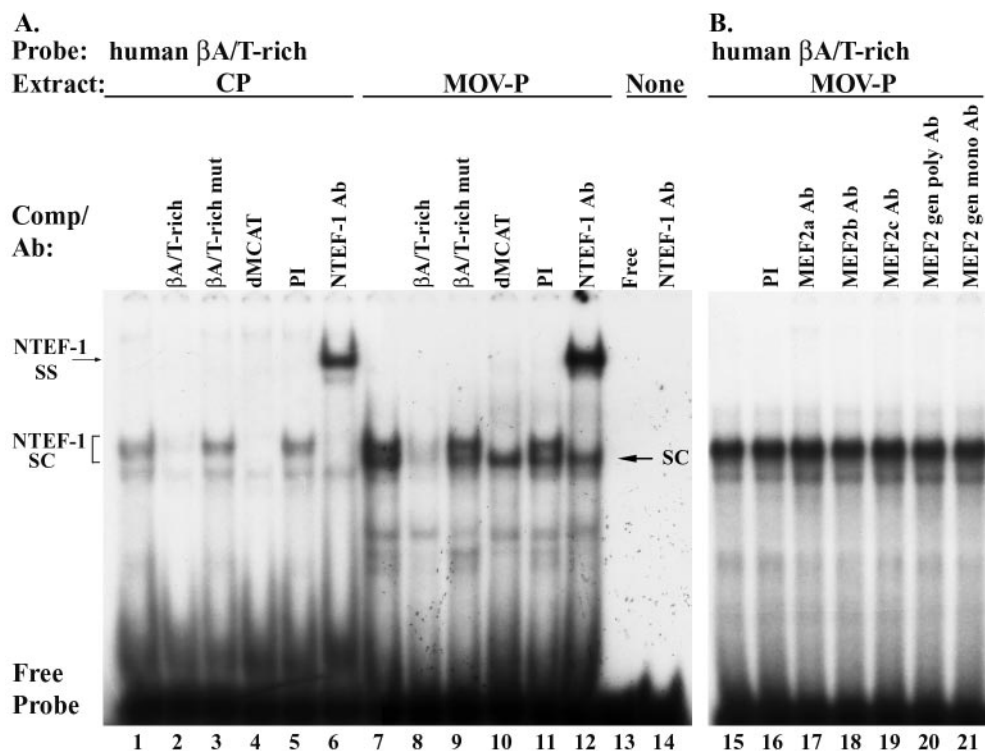 A.
Probe: human βA/T-rich
Extract: CP MOV-P None
Comp/
Ab:
βA/T-rich
βA/T-rich mut
dMCAT
PI
NTEF-1 Ab
βA/T-rich
βA/T-rich mut
dMCAT
PI
NTEF-1 Ab
Free
NTEF-1 Ab
NTEF-1
SS
NTEF-1
SC
SC
Free
Probe
1 2 3 4 5 6 7 8 9 10 11 12 13 14
B.
human βA/T-rich
MOV-P
PI
MEF2a Ab
MEF2b Ab
MEF2c Ab
MEF2 gen poly Ab
MEF2 gen mono Ab
15 16 17 18 19 20 21